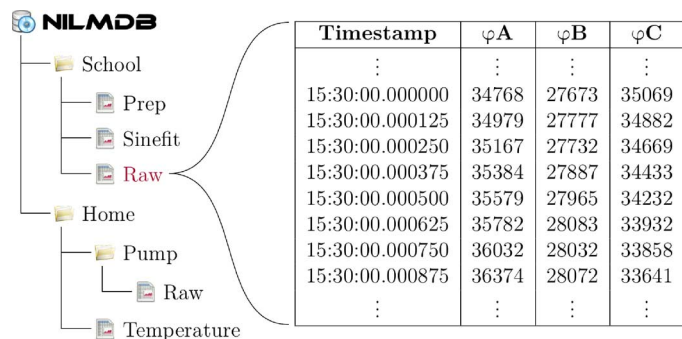 NILMDB
School
Prep
Sinefit
Raw
Home
Pump
Raw
Temperature
Timestamp φA φB φC
⋮ ⋮ ⋮ ⋮
15:30:00.000000 34768 27673 35069
15:30:00.000125 34979 27777 34882
15:30:00.000250 35167 27732 34669
15:30:00.000375 35384 27887 34433
15:30:00.000500 35579 27965 34232
15:30:00.000625 35782 28083 33932
15:30:00.000750 36032 28032 33858
15:30:00.000875 36374 28072 33641
⋮ ⋮ ⋮ ⋮